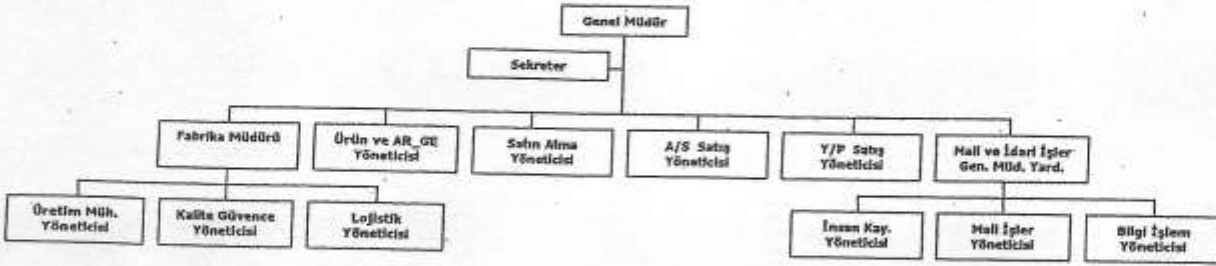 Genel Müdür
Sekreter
Fabrika Müdürü
Ürün ve AR_GE
Yöneticisi
Satın Alma
Yöneticisi
A/S Satış
Yöneticisi
Y/P Satış
Yöneticisi
Mali ve İdari İşler
Gen. Müd. Yard.
Üretim Müh.
Yöneticisi
Kalite Güvence
Yöneticisi
Lojistik
Yöneticisi
İnsan Kay.
Yöneticisi
Mali İşler
Yöneticisi
Bilgi İşlem
Yöneticisi